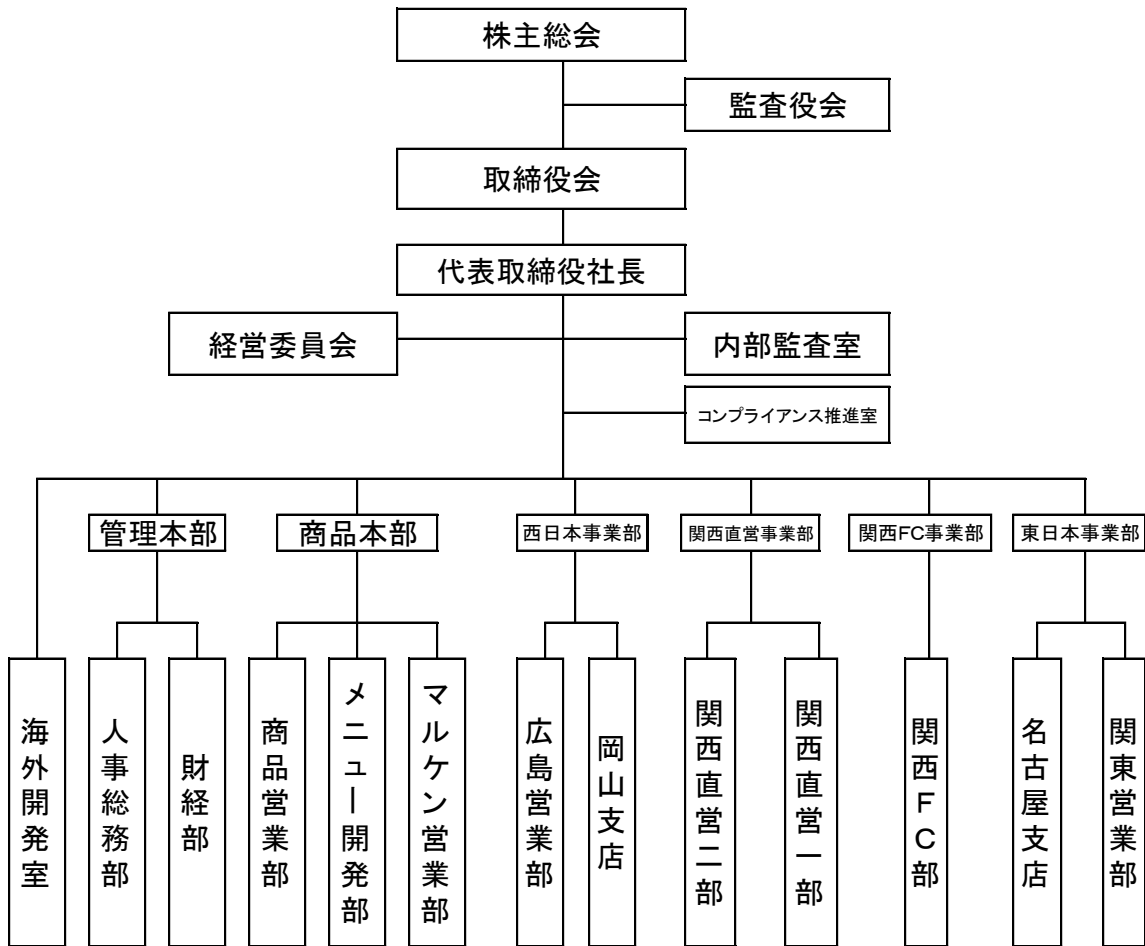 株主総会
監査役会
取締役会
代表取締役社長
経営委員会
内部監査室
コンプライアンス推進室
管理本部
商品本部
西日本事業部
関西直営事業部
関西FC事業部
東日本事業部
海外開発室
人事総務部
財経部
商品営業部
メニュー開発部
マルケン営業部
広島営業部
岡山支店
関西直営二部
関西直営一部
関西FC部
名古屋支店
関東営業部